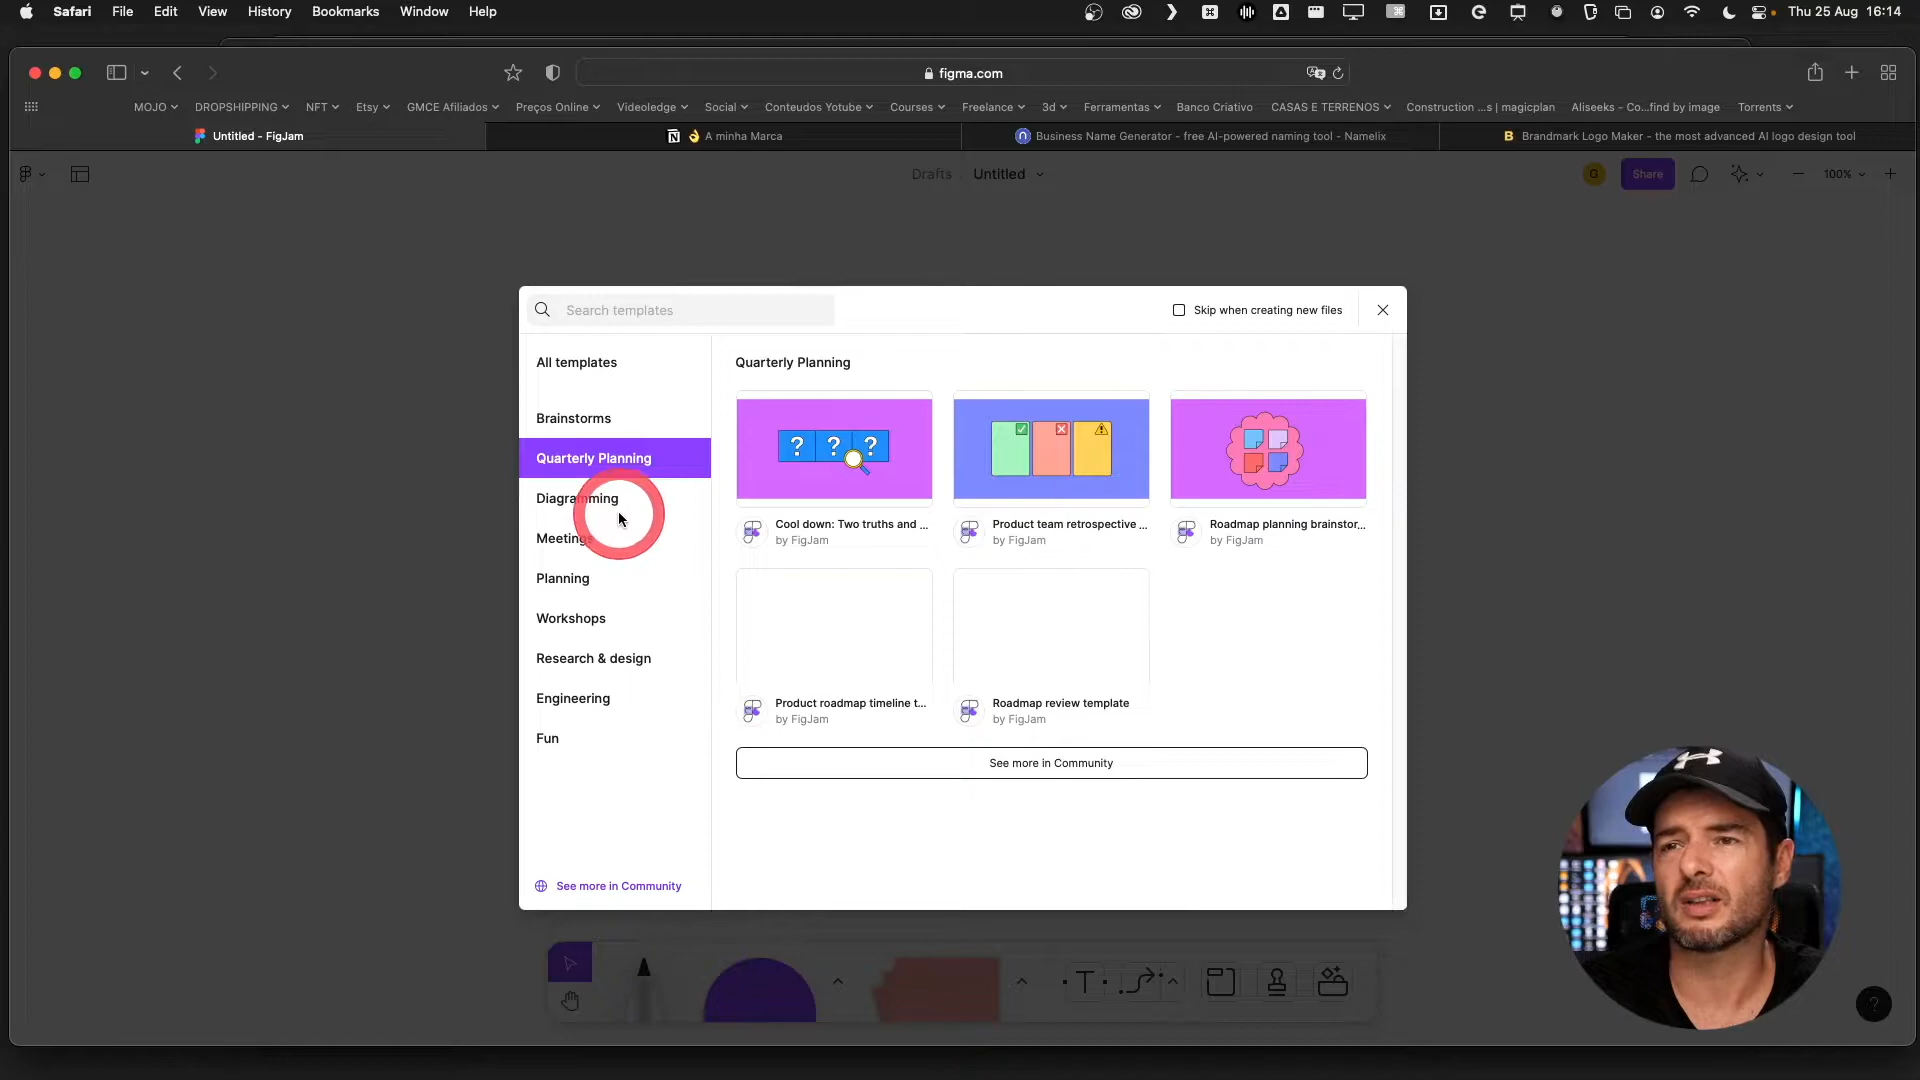 Safari File Edit View History Bookmarks Window Help Thu 25 Aug 16:14
figma.com
MOJO DROPSHIPPING NFT Etsy GMCE Afiliados Preços Online Videoledge Social Conteudos Yotube Courses Freelance 3d Ferramentas Banco Criativo CASAS E TERRENOS Construction ...s | magicplan Aliseeks - Co...find by image Torrents
Untitled - FigJam A minha Marca Business Name Generator - free AI-powered naming tool - Namelix Brandmark Logo Maker - the most advanced AI logo design tool
Drafts Untitled G Share 100%
Search templates Skip when creating new files
All templates
Brainstorms
Quarterly Planning
Diagramming
Meetings
Planning
Workshops
Research & design
Engineering
Fun
See more in Community
Quarterly Planning
Cool down: Two truths and ...
by FigJam
Product team retrospective ...
by FigJam
Roadmap planning brainstor...
by FigJam
Product roadmap timeline t...
by FigJam
Roadmap review template
by FigJam
See more in Community